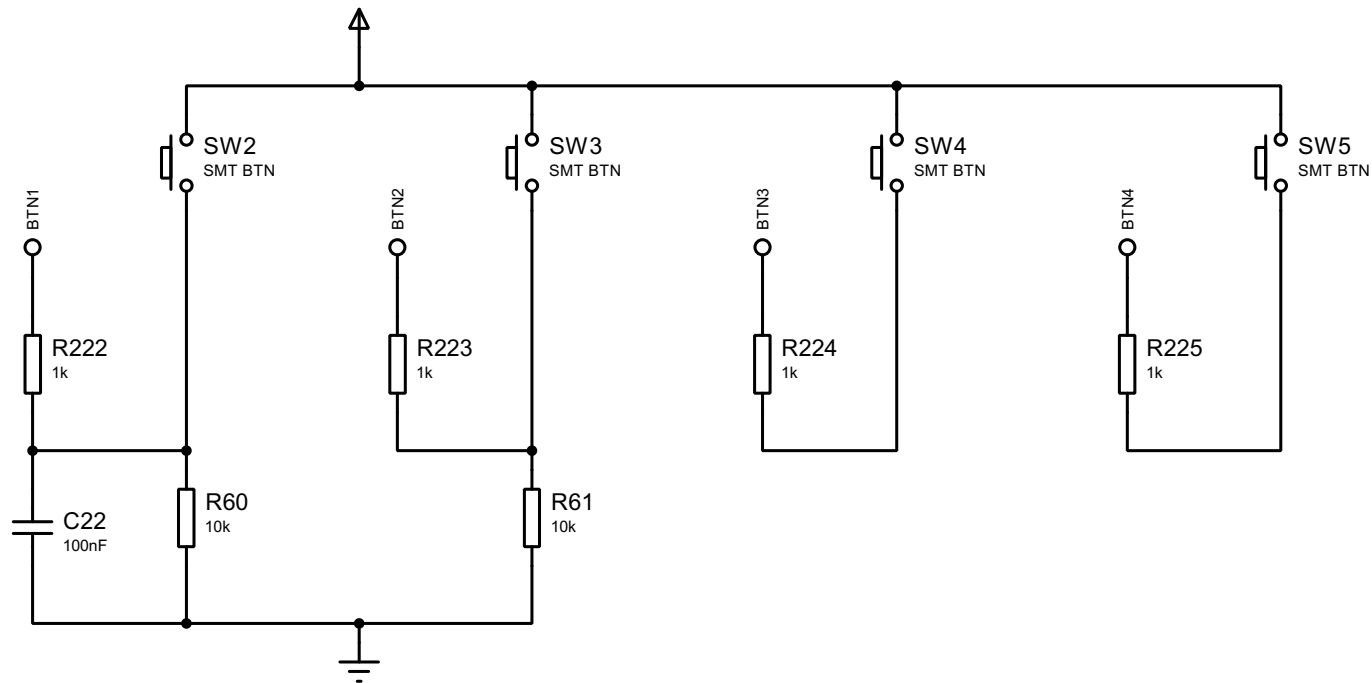 SW2
SMT BTN
SW3
SMT BTN
SW4
SMT BTN
SW5
SMT BTN
BTN1
BTN2
BTN3
BTN4
R222
1k
R223
1k
R224
1k
R225
1k
C22
100nF
R60
10k
R61
10k